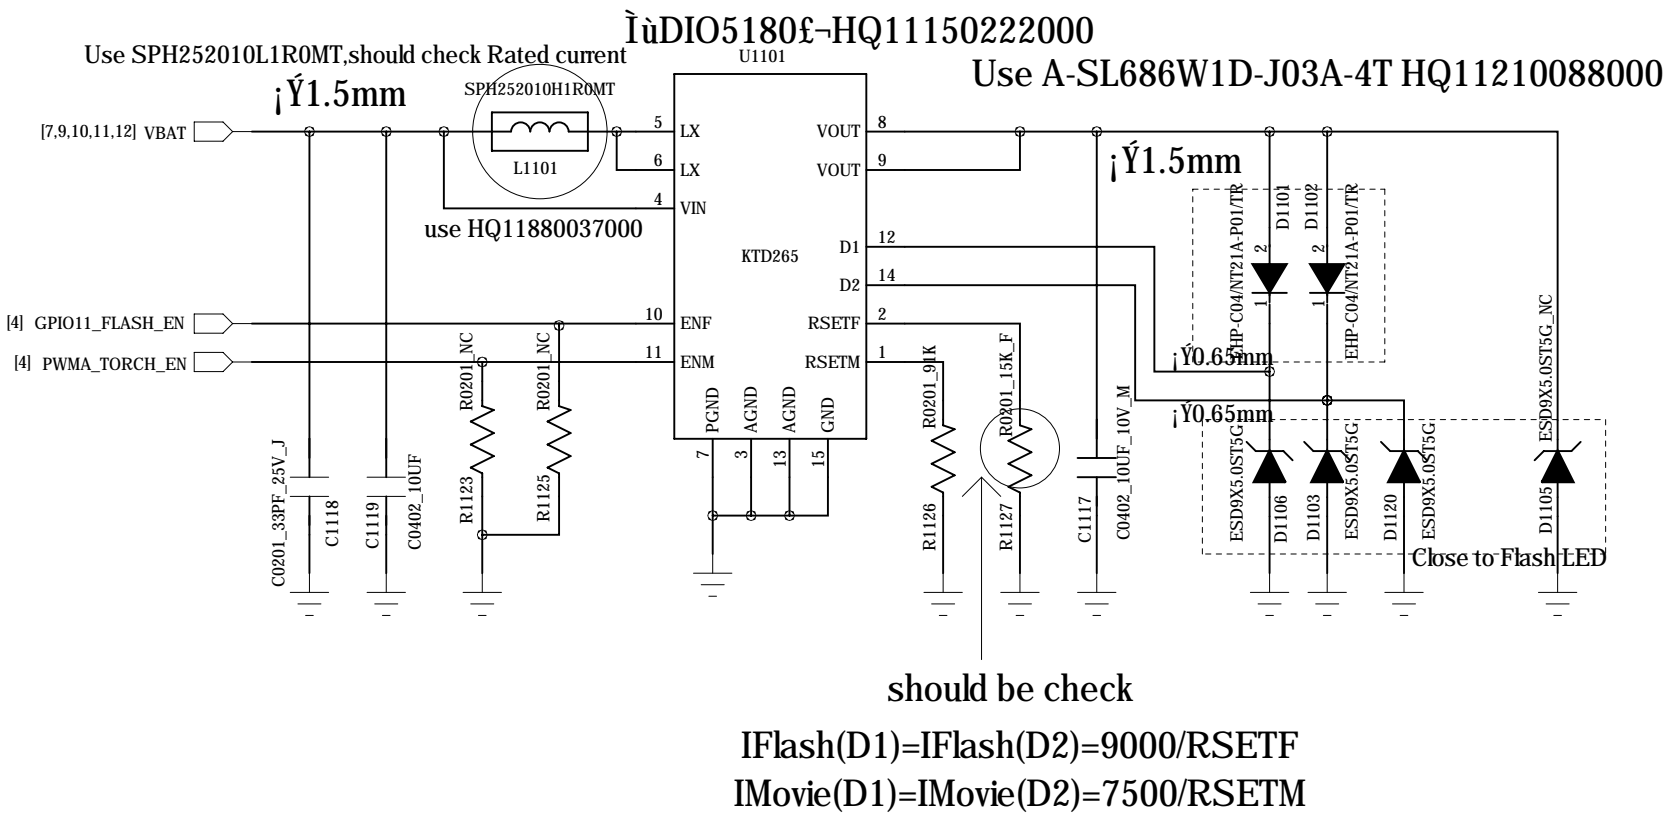 ÌùDIO5180£¬HQ11150222000
Use SPH252010L1R0MT,should check Rated current
U1101
Use A-SL686W1D-J03A-4T HQ11210088000
¡Ý1.5mm
SPH252010H1R0MT
[7,9,10,11,12] VBAT
L1101
5 LX
6 LX
4 VIN
use HQ11880037000
KTD265
VOUT 8
VOUT 9
¡Ý1.5mm
D1 12
D2 14
[4] GPIO11_FLASH_EN
10 ENF
RSETF 2
[4] PWMA_TORCH_EN
11 ENM
RSETM 1
PGND
AGND
AGND
GND
7
3
13
15
C0201_33PF_25V_J
C1118
C1119
C0402_10UF
R0201_NC
R1123
R0201_NC
R1125
R0201_91K
R1126
R0201_15K_F
R1127
C1117
C0402_10UF_10V_M
EHP-C04/NT21A-P01/TR
D1101
2
1
D1102
EHP-C04/NT21A-P01/TR
2
1
¡Ý0.65mm
¡Ý0.65mm
ESD9X5.0ST5G
D1106
D1103
ESD9X5.0ST5G
D1120
ESD9X5.0ST5G
ESD9X5.0ST5G_NC
D1105
Close to Flash LED
should be check
IFlash(D1)=IFlash(D2)=9000/RSETF
IMovie(D1)=IMovie(D2)=7500/RSETM